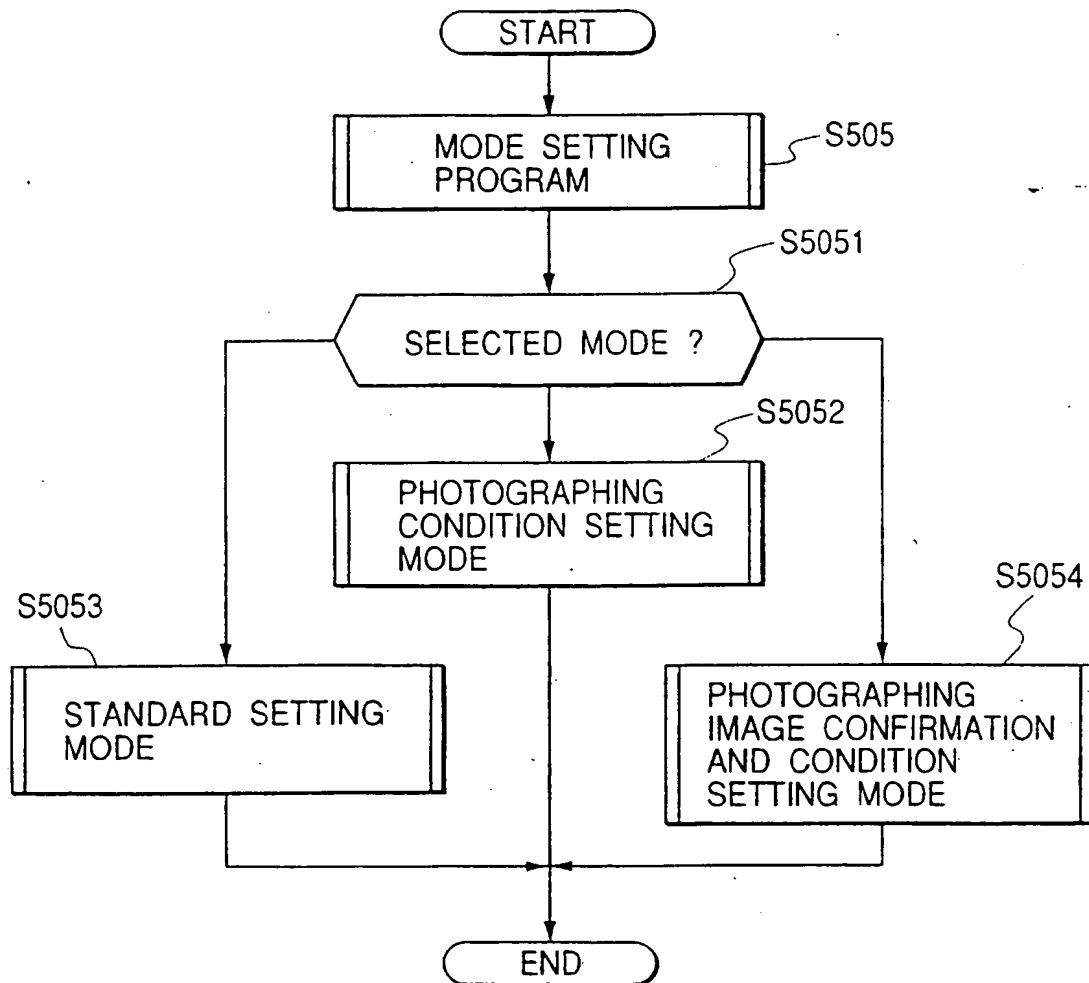 START
MODE SETTING
PROGRAM
S505
S5051
SELECTED MODE ?
S5052
PHOTOGRAPHING
CONDITION SETTING
MODE
S5053
STANDARD SETTING
MODE
S5054
PHOTOGRAPHING
IMAGE CONFIRMATION
AND CONDITION
SETTING MODE
END